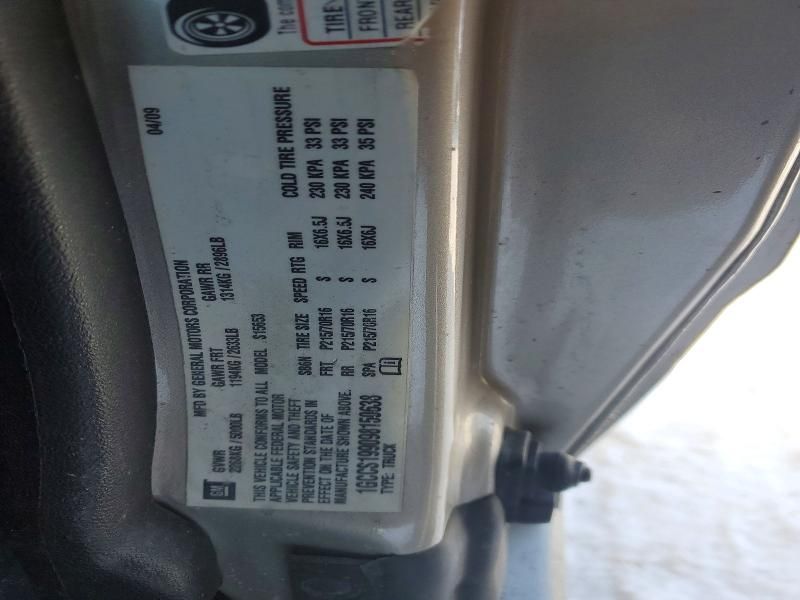 The com
TIRE
FRONT
REAR
MFD BY GENERAL MOTORS CORPORATION 04/09
GM GVWR GAWR FRT GAWR RR
2268KG / 5000LB 1194KG / 2633LB 1314KG / 2896LB
THIS VEHICLE CONFORMS TO ALL MODEL S15653
APPLICABLE FEDERAL MOTOR
VEHICLE SAFETY AND THEFT
PREVENTION STANDARDS IN
EFFECT ON THE DATE OF
MANUFACTURE SHOWN ABOVE.
TIRE SIZE SPEED RTG RIM COLD TIRE PRESSURE
FRT P215/70R16 S 16X6.5J 230 KPA 33 PSI
RR P215/70R16 S 16X6.5J 230 KPA 33 PSI
SPA P215/70R16 S 16X6J 240 KPA 35 PSI
TYPE: TRUCK